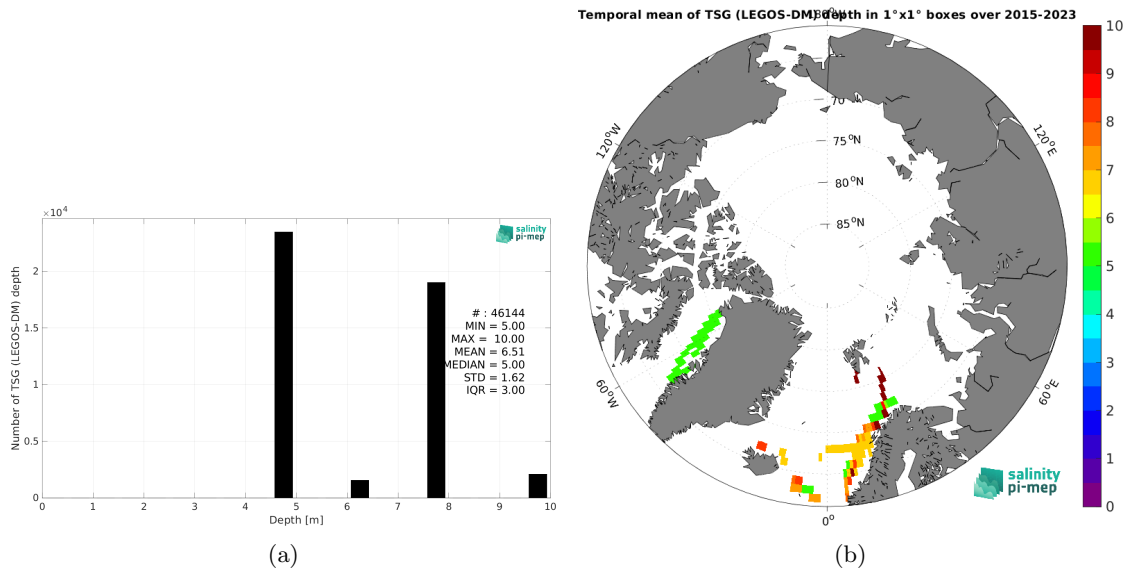 Temporal mean of TSG (LEGOS-DM) depth in 1°x1° boxes over 2015-2023
180°W
70°
75°N
80°N
85°N
120°W
120°E
60°W
60°E
0°
10
9
8
7
6
5
4
3
2
1
0
salinity
pi-mep
×10⁴
2
1.5
1
0.5
0
Number of TSG (LEGOS-DM) depth
salinity
pi-mep
# : 46144
MIN = 5.00
MAX = 10.00
MEAN = 6.51
MEDIAN = 5.00
STD = 1.62
IQR = 3.00
0 1 2 3 4 5 6 7 8 9 10
Depth [m]
(a)
(b)